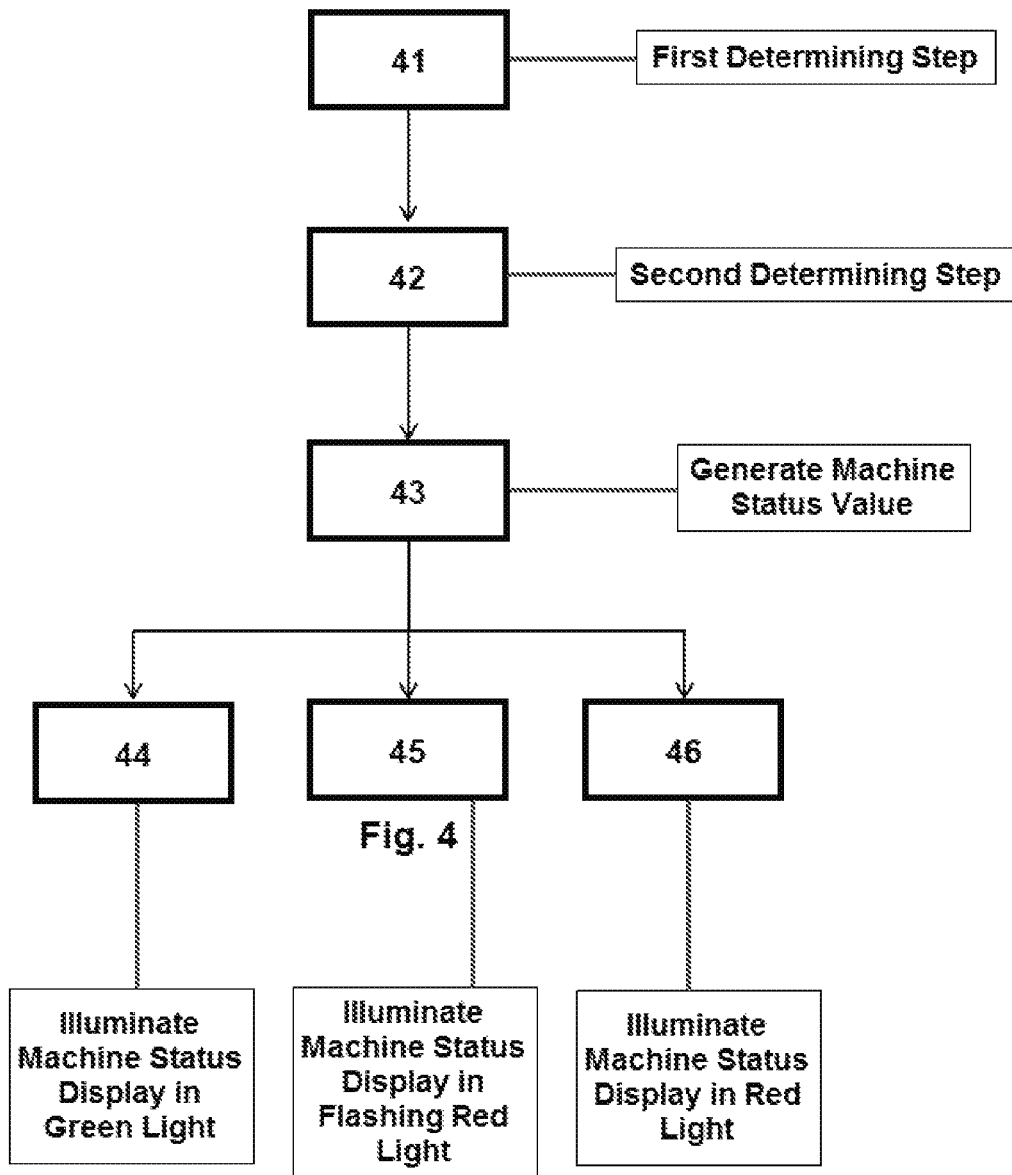 41
First Determining Step
42
Second Determining Step
43
Generate Machine
Status Value
44
45
46
Fig. 4
Illuminate
Machine Status
Display in
Green Light
Illuminate
Machine Status
Display in
Flashing Red
Light
Illuminate
Machine Status
Display in Red
Light